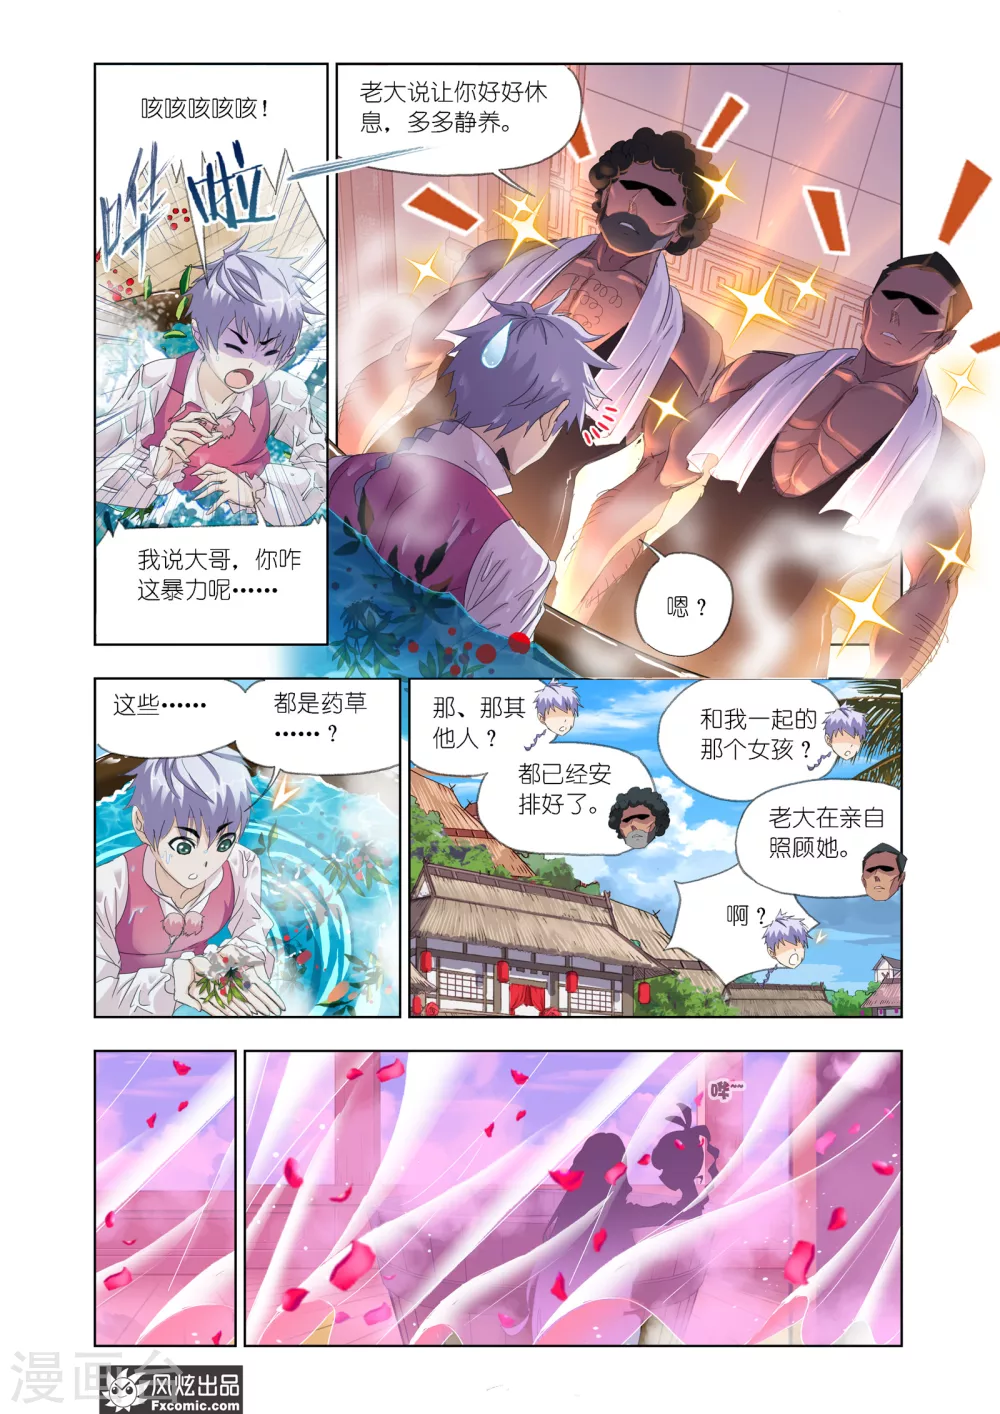 咳咳咳咳咳！
哗啦
我说大哥，你咋
这暴力呢……
老大说让你好好休
息，多多静养。
嗯？
这些……
都是药草
……？
那、那其
他人？
都已经安
排好了。
和我一起的
那个女孩？
老大在亲自
照顾她。
啊？
哗~~
漫画台
风炫出品
Fxcomic.com